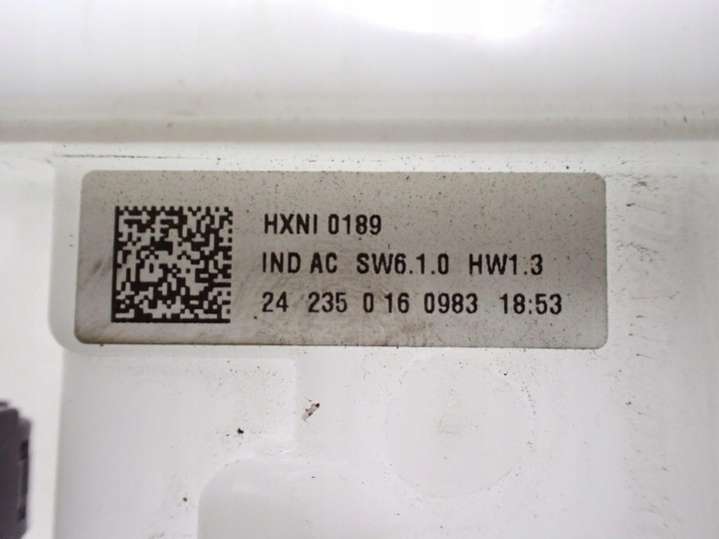 HXNI 0189
IND AC SW6.1.0 HW1.3
24 235 0 16 0983 18:53